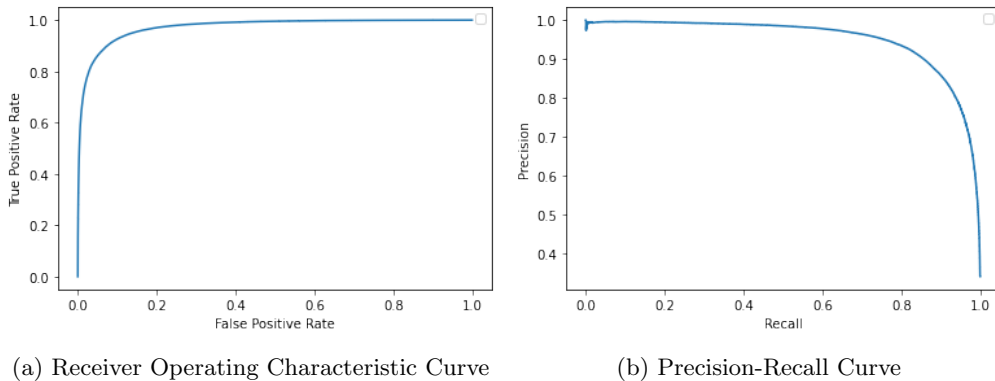 1.0
0.8
0.6
0.4
0.2
0.0
True Positive Rate
0.0 0.2 0.4 0.6 0.8 1.0
False Positive Rate
(a) Receiver Operating Characteristic Curve
1.0
0.9
0.8
0.7
0.6
0.5
0.4
Precision
0.0 0.2 0.4 0.6 0.8 1.0
Recall
(b) Precision-Recall Curve